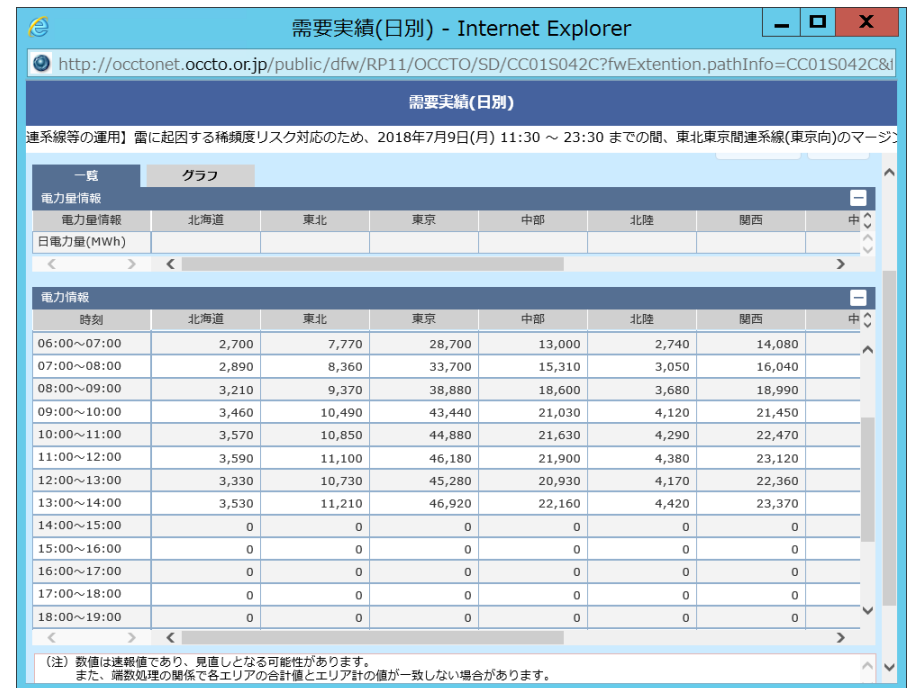 需要実績(日別) - Internet Explorer
http://occtonet.occto.or.jp/public/dfw/RP11/OCCTO/SD/CC01S042C?fwExtention.pathInfo=CC01S042C&f
需要実績(日別)
連系線等の運用】雷に起因する稀頻度リスク対応のため、2018年7月9日(月) 11:30 ～ 23:30 までの間、東北東京間連系線(東京向)のマージン
一覧 グラフ
電力量情報
電力量情報 北海道 東北 東京 中部 北陸 関西 中
日電力量(MWh)
電力情報
時刻 北海道 東北 東京 中部 北陸 関西 中
06:00～07:00 2,700 7,770 28,700 13,000 2,740 14,080
07:00～08:00 2,890 8,360 33,700 15,310 3,050 16,040
08:00～09:00 3,210 9,370 38,880 18,600 3,680 18,990
09:00～10:00 3,460 10,490 43,440 21,030 4,120 21,450
10:00～11:00 3,570 10,850 44,880 21,630 4,290 22,470
11:00～12:00 3,590 11,100 46,180 21,900 4,380 23,120
12:00～13:00 3,330 10,730 45,280 20,930 4,170 22,360
13:00～14:00 3,530 11,210 46,920 22,160 4,420 23,370
14:00～15:00 0 0 0 0 0 0
15:00～16:00 0 0 0 0 0 0
16:00～17:00 0 0 0 0 0 0
17:00～18:00 0 0 0 0 0 0
18:00～19:00 0 0 0 0 0 0
(注) 数値は速報値であり、見直しとなる可能性があります。
また、端数処理の関係で各エリアの合計値とエリア計の値が一致しない場合があります。